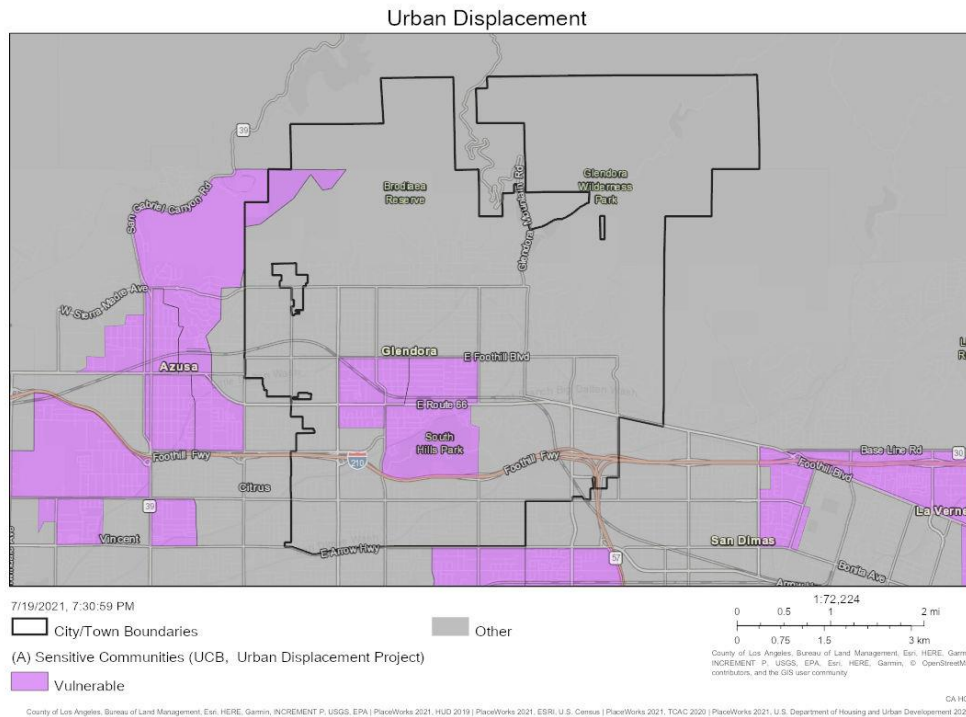 Urban Displacement
39
San Gabriel Canyon Rd
Brodiaea
Reserve
Glendora
Wilderness
Park
Glendora Mountain Rd
W Sierra Madre Ave
Azusa
Glendora
E Foothill Blvd
E Route 66
South
Hills Park
Foothill Fwy
210
Foothill Fwy
Base Line Rd
30
Foothill Blvd
Citrus
39
La Verne
Vincent
E Arrow Hwy
57
San Dimas
Bonita Ave
7/19/2021, 7:30:59 PM
City/Town Boundaries
Other
(A) Sensitive Communities (UCB, Urban Displacement Project)
Vulnerable
1:72,224
0 0.5 1 2 mi
0 0.75 1.5 3 km
County of Los Angeles, Bureau of Land Management, Esri, HERE, Garm
INCREMENT P, USGS, EPA, Esri, HERE, Garmin, © OpenStreetM
contributors, and the GIS user community
CA HC
County of Los Angeles, Bureau of Land Management, Esri, HERE, Garmin, INCREMENT P, USGS, EPA | PlaceWorks 2021, HUD 2019 | PlaceWorks 2021, ESRI, U.S. Census | PlaceWorks 2021, TCAC 2020 | PlaceWorks 2021, U.S. Department of Housing and Urban Developement 202